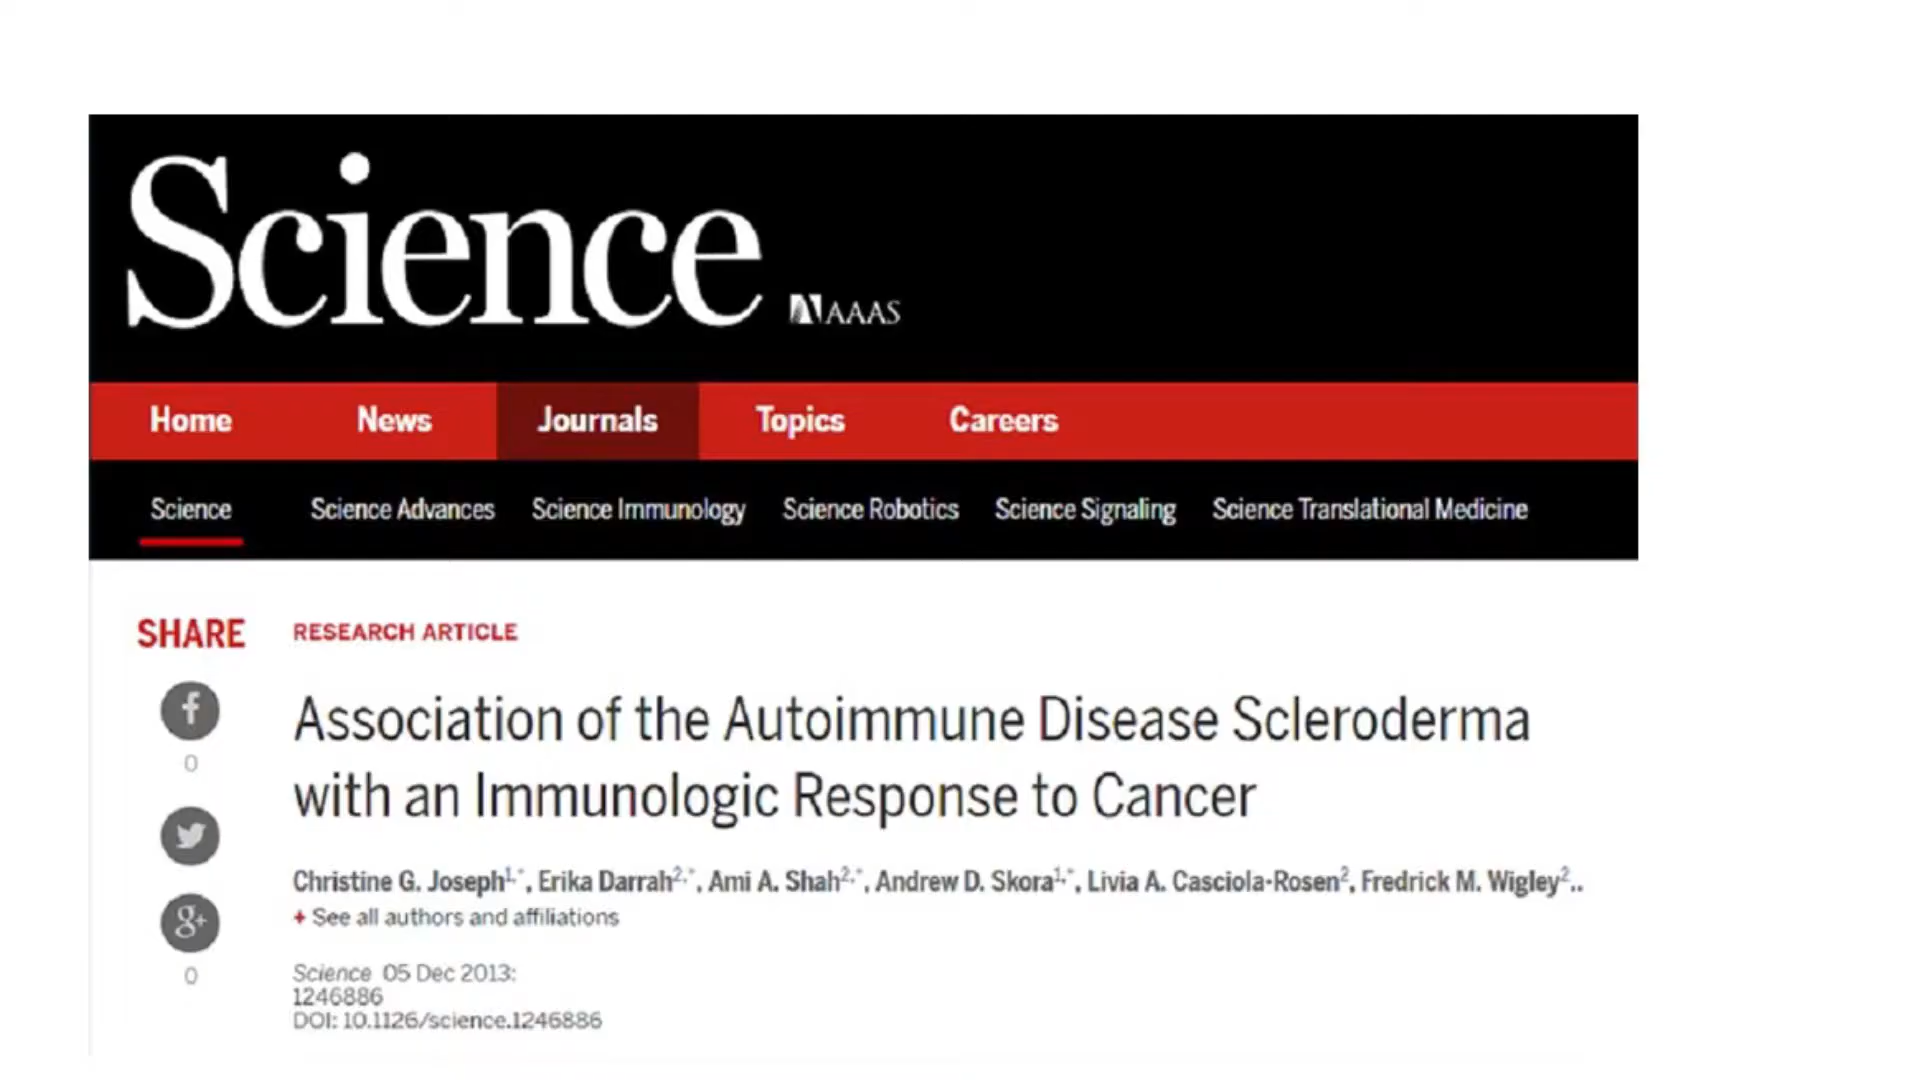 Science
AAAS
Home News Journals Topics Careers
Science Science Advances Science Immunology Science Robotics Science Signaling Science Translational Medicine
SHARE
RESEARCH ARTICLE
0
Association of the Autoimmune Disease Scleroderma
with an Immunologic Response to Cancer
Christine G. Joseph1,*, Erika Darrah2,*, Ami A. Shah2,*, Andrew D. Skora1,*, Livia A. Casciola-Rosen2, Fredrick M. Wigley2..
+ See all authors and affiliations
g+
0
Science 05 Dec 2013:
1246886
DOI: 10.1126/science.1246886